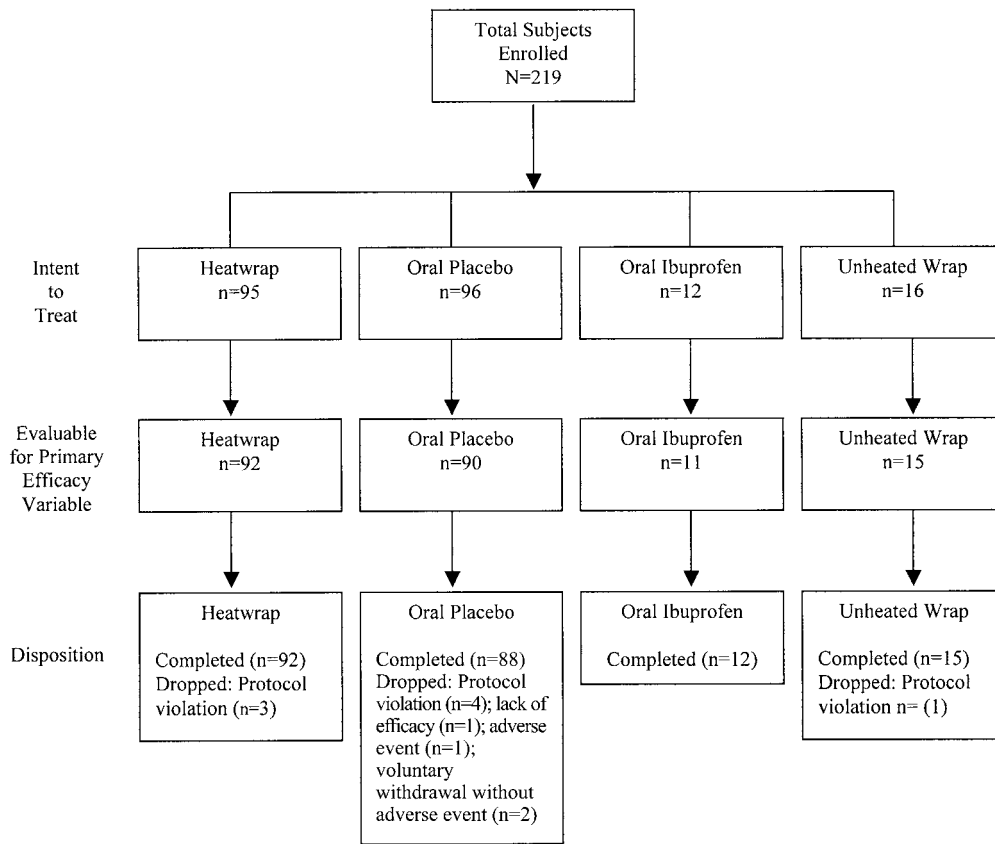 Total Subjects
Enrolled
N=219
Intent
to
Treat
Heatwrap
n=95
Oral Placebo
n=96
Oral Ibuprofen
n=12
Unheated Wrap
n=16
Evaluable
for Primary
Efficacy
Variable
Heatwrap
n=92
Oral Placebo
n=90
Oral Ibuprofen
n=11
Unheated Wrap
n=15
Disposition
Heatwrap
Completed (n=92)
Dropped: Protocol
violation (n=3)
Oral Placebo
Completed (n=88)
Dropped: Protocol
violation (n=4); lack of
efficacy (n=1); adverse
event (n=1);
voluntary
withdrawal without
adverse event (n=2)
Oral Ibuprofen
Completed (n=12)
Unheated Wrap
Completed (n=15)
Dropped: Protocol
violation n= (1)